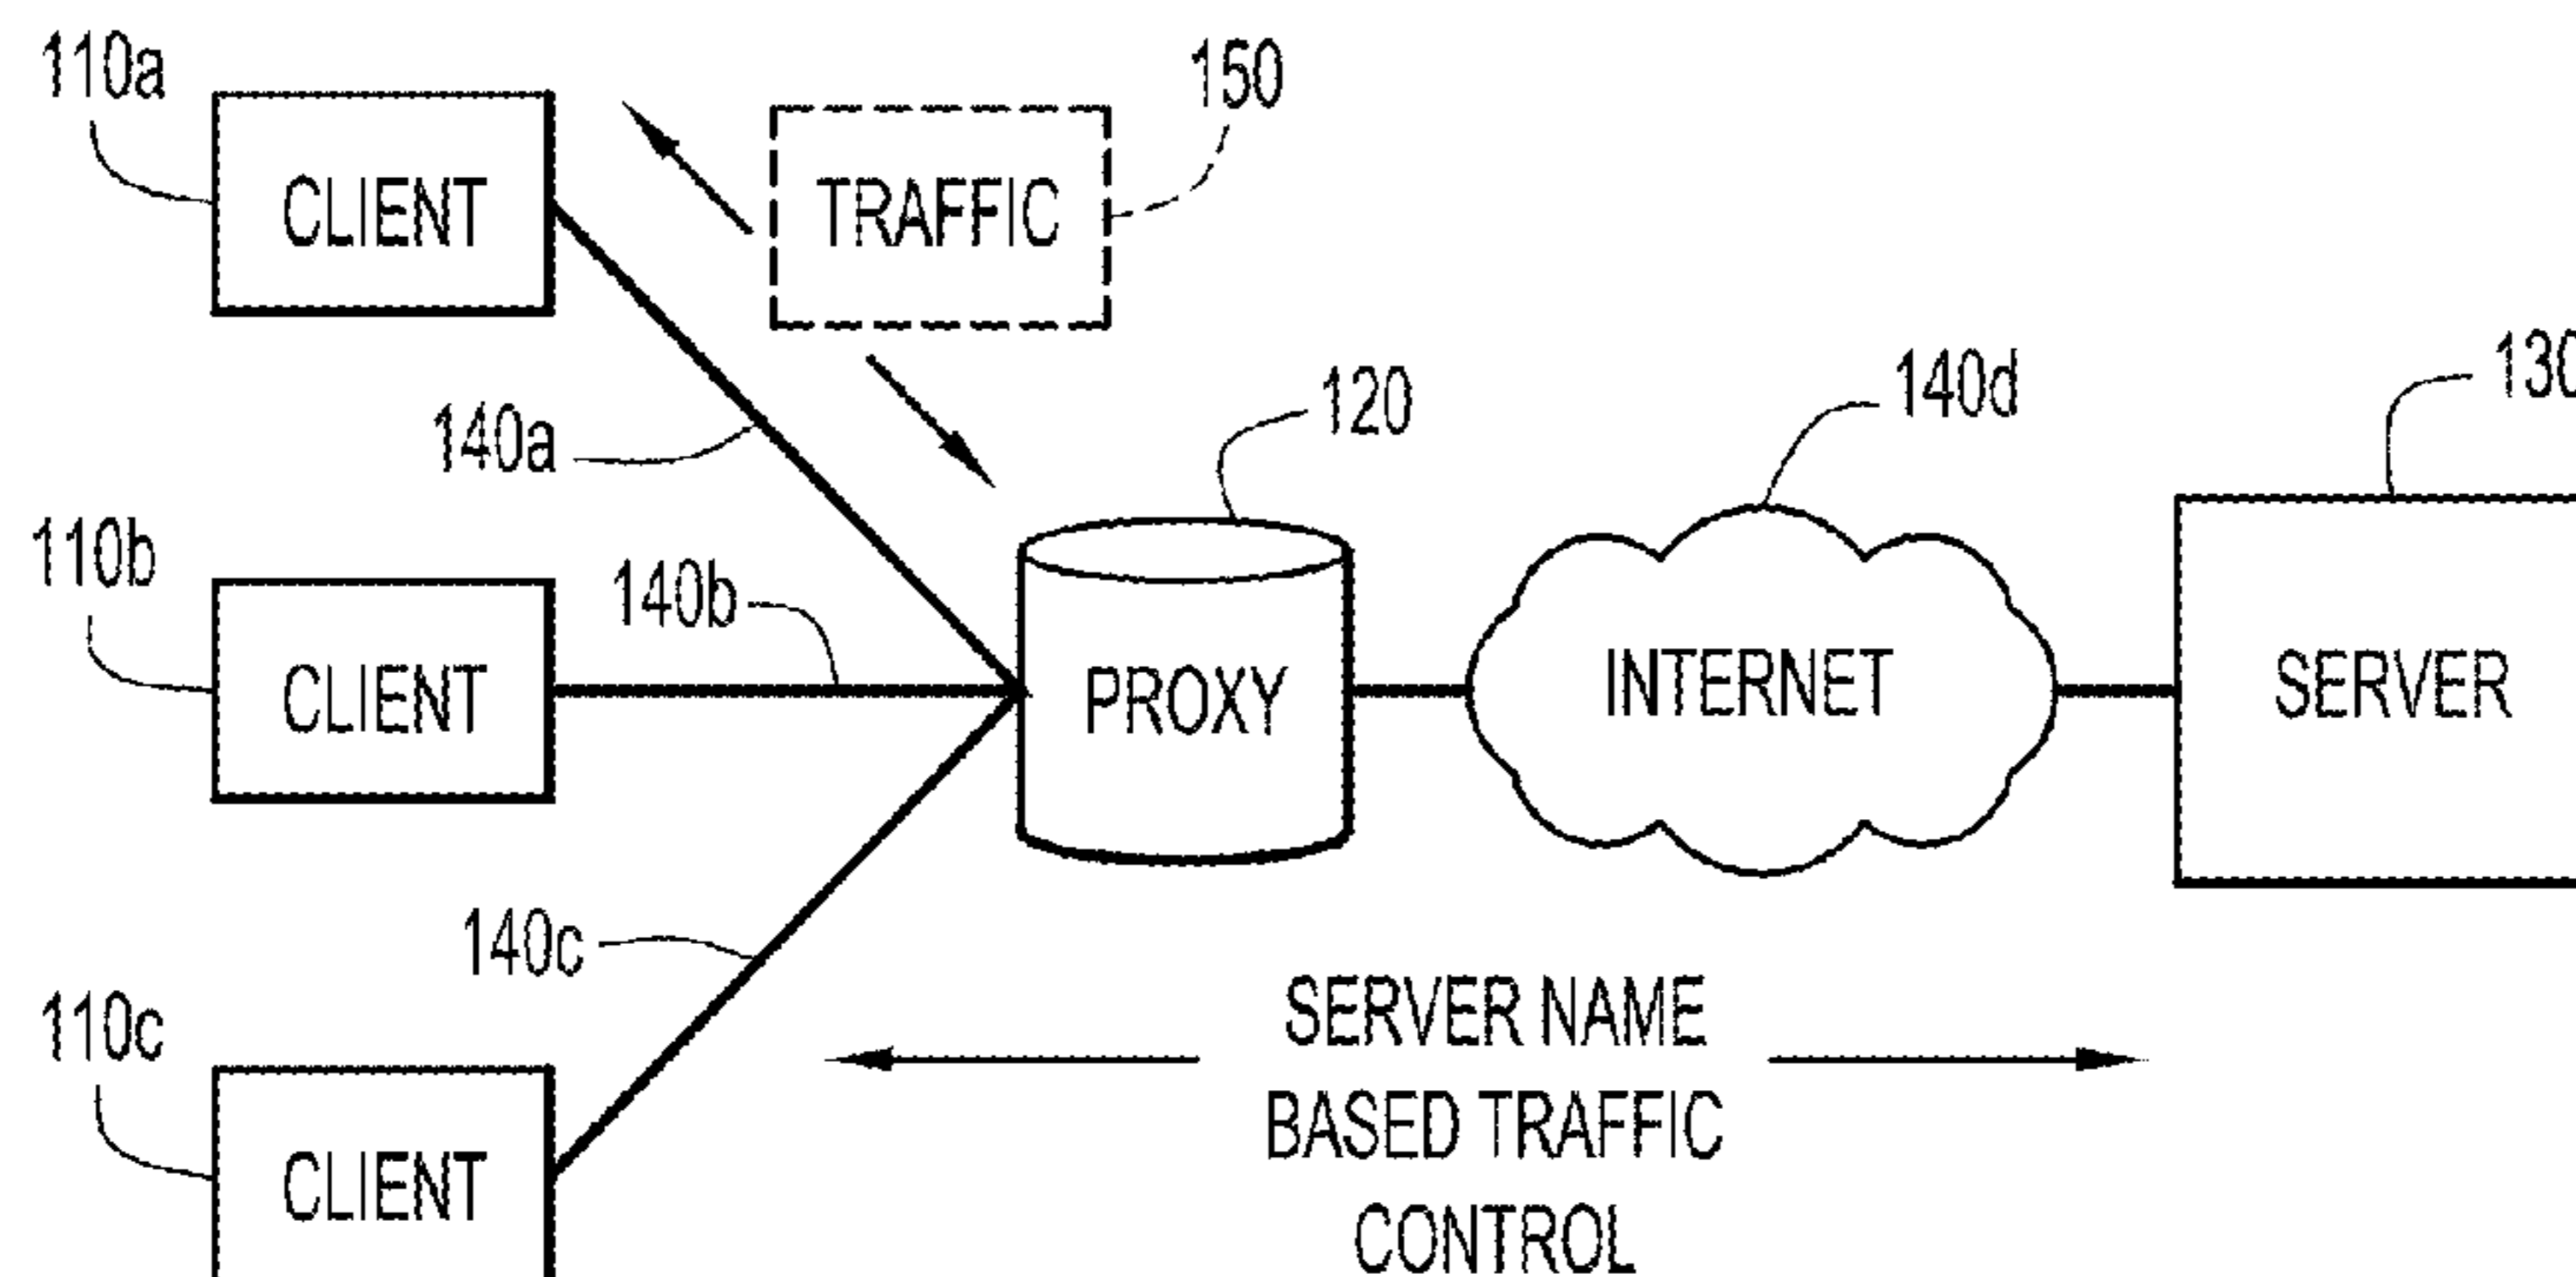 110a
150
CLIENT
TRAFFIC
130
140d
120
140a
110b
140b
CLIENT
PROXY
INTERNET
SERVER
140c
SERVER NAME
110c
BASED TRAFFIC
CLIENT
CONTROL